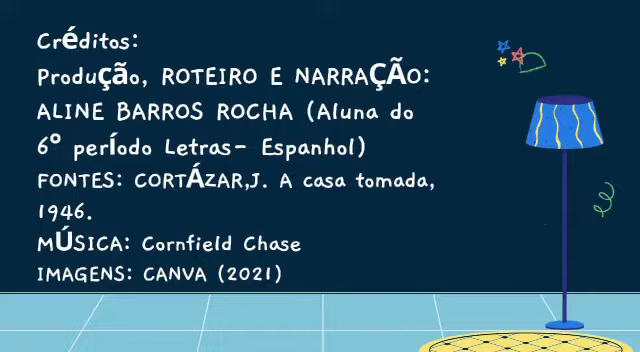 Créditos:
Produção, ROTEIRO E NARRAÇÃO:
ALINE BARROS ROCHA (Aluna do
6º período Letras- Espanhol)
FONTES: CORTÁZAR,J. A casa tomada,
1946.
MÚSICA: Cornfield Chase
IMAGENS: CANVA (2021)